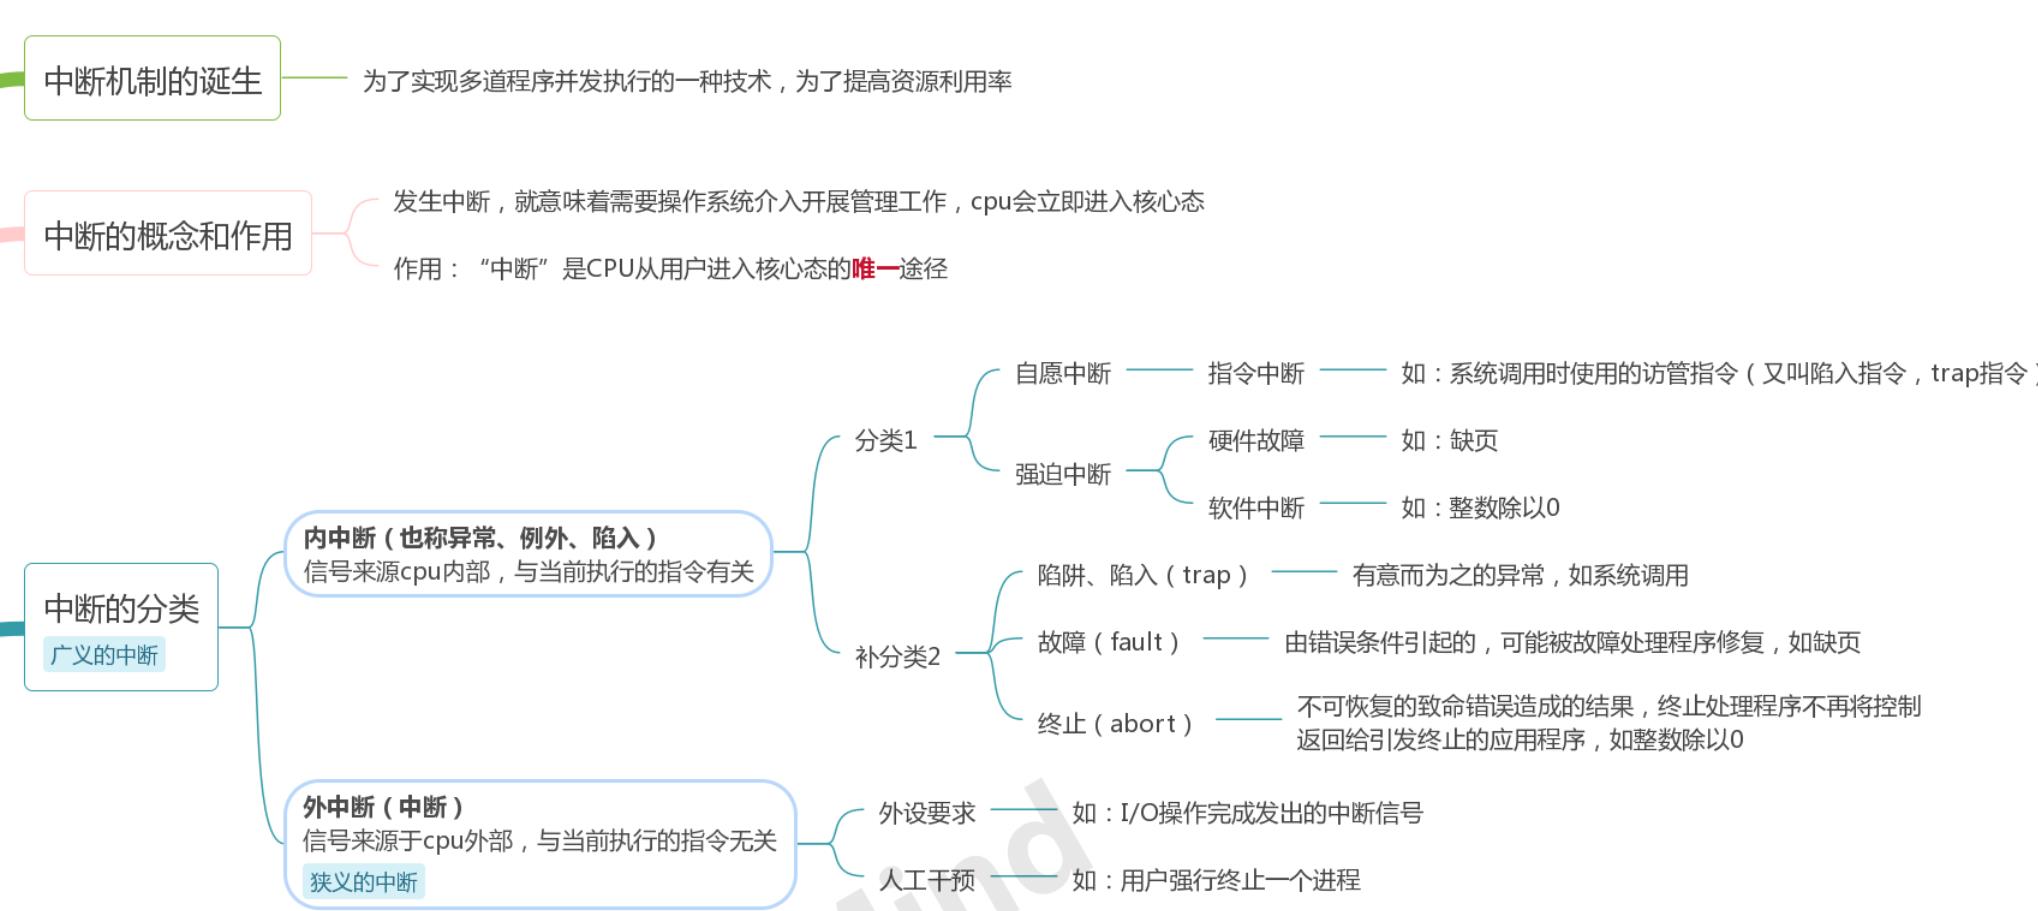 中断机制的诞生
为了实现多道程序并发执行的一种技术，为了提高资源利用率
中断的概念和作用
发生中断，就意味着需要操作系统介入开展管理工作，cpu会立即进入核心态
作用：“中断”是CPU从用户进入核心态的唯一途径
中断的分类
广义的中断
内中断（也称异常、例外、陷入）
信号来源cpu内部，与当前执行的指令有关
分类1
自愿中断
指令中断
如：系统调用时使用的访管指令（又叫陷入指令，trap指令）
强迫中断
硬件故障
如：缺页
软件中断
如：整数除以0
补分类2
陷阱、陷入（trap）
有意而为之的异常，如系统调用
故障（fault）
由错误条件引起的，可能被故障处理程序修复，如缺页
终止（abort）
不可恢复的致命错误造成的结果，终止处理程序不再将控制
返回给引发终止的应用程序，如整数除以0
外中断（中断）
信号来源于cpu外部，与当前执行的指令无关
狭义的中断
外设要求
如：I/O操作完成发出的中断信号
人工干预
如：用户强行终止一个进程